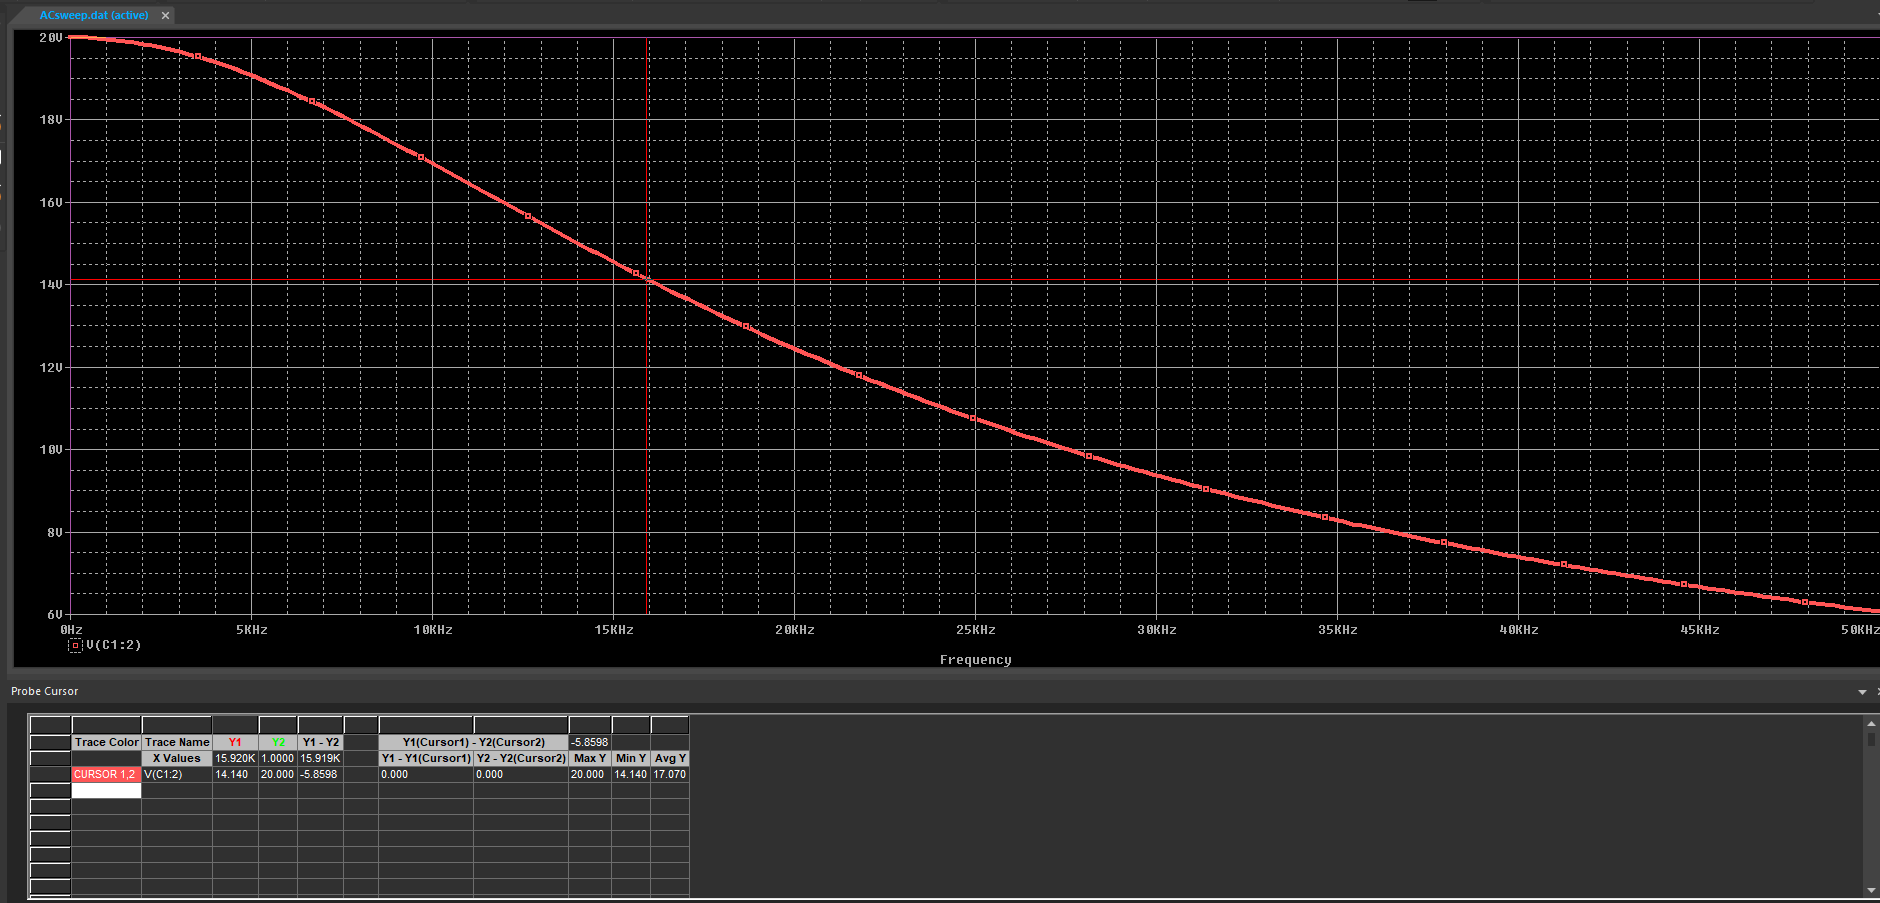 ACsweep.dat (active)
20V
18V
16V
14V
12V
10V
8V
6V
0Hz 5KHz 10KHz 15KHz 20KHz 25KHz 30KHz 35KHz 40KHz 45KHz 50KHz
V(C1:2)
Frequency
Probe Cursor
Trace Color Trace Name Y1 Y2 Y1 - Y2 Y1(Cursor1) - Y2(Cursor2) -5.8598
X Values 15.920K 1.0000 15.919K Y1 - Y1(Cursor1) Y2 - Y2(Cursor2) Max Y Min Y Avg Y
CURSOR 1,2 V(C1:2) 14.140 20.000 -5.8598 0.000 0.000 20.000 14.140 17.070